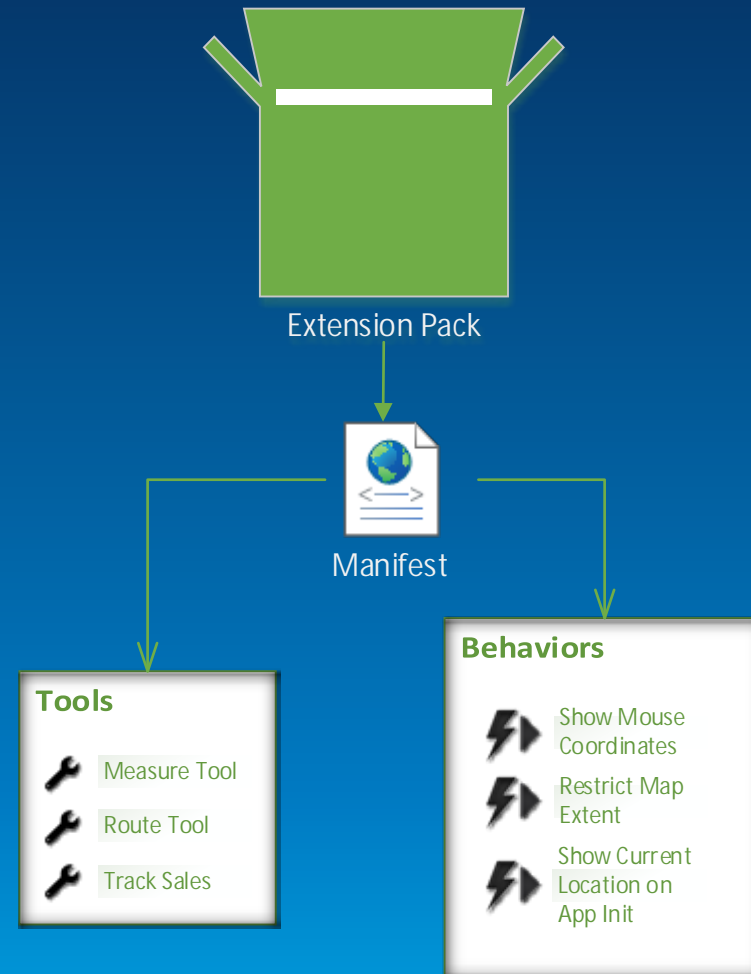 Extension Pack
Manifest
Tools
Measure Tool
Route Tool
Track Sales
Behaviors
Show Mouse
Coordinates
Restrict Map
Extent
Show Current
Location on
App Init